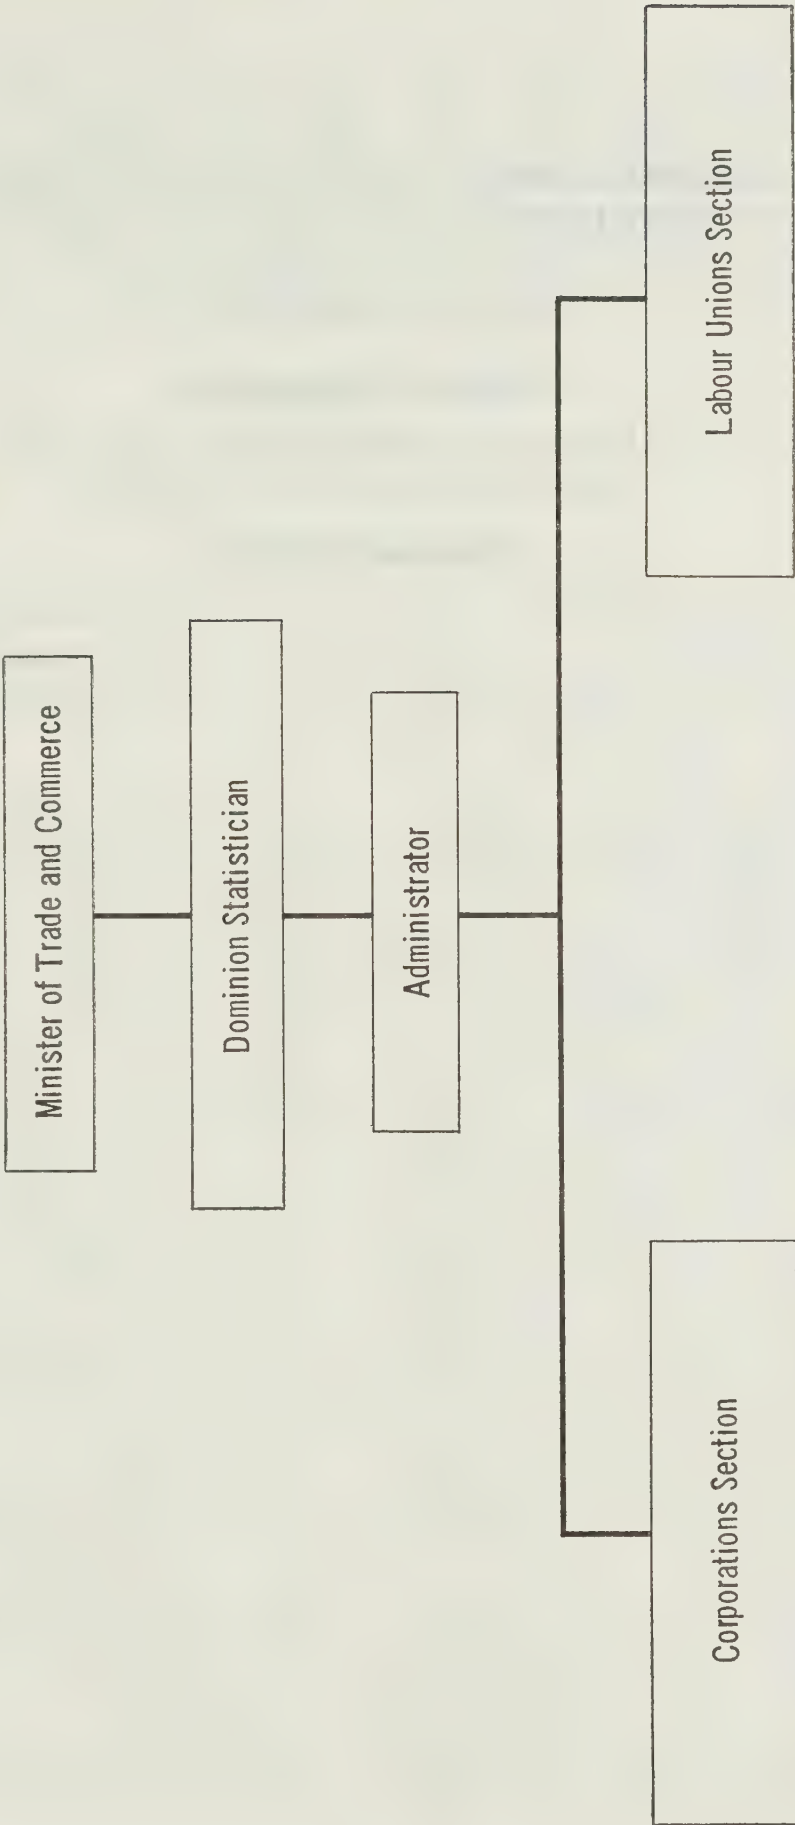 Minister of Trade and Commerce
Dominion Statistician
Administrator
Corporations Section
Labour Unions Section